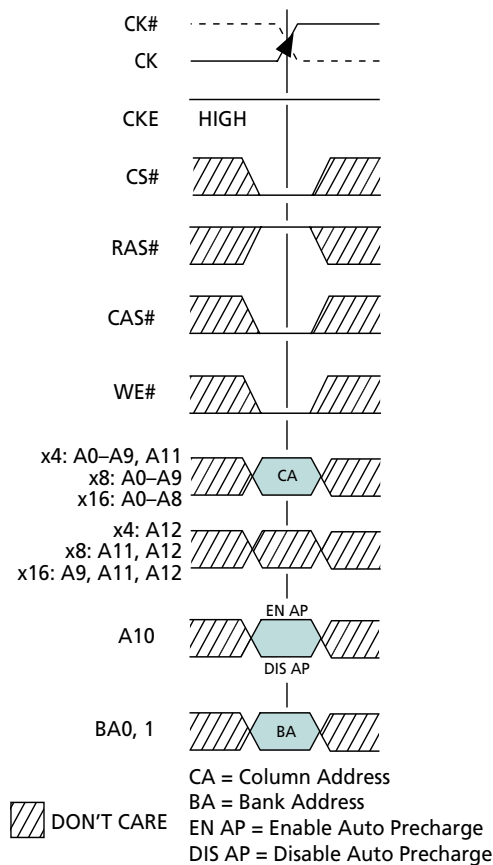 CK#
CK
CKE HIGH
CS#
RAS#
CAS#
WE#
x4: A0–A9, A11
x8: A0–A9
x16: A0–A8
CA
x4: A12
x8: A11, A12
x16: A9, A11, A12
EN AP
A10
DIS AP
BA0, 1
BA
CA = Column Address
BA = Bank Address
EN AP = Enable Auto Precharge
DIS AP = Disable Auto Precharge
DON'T CARE